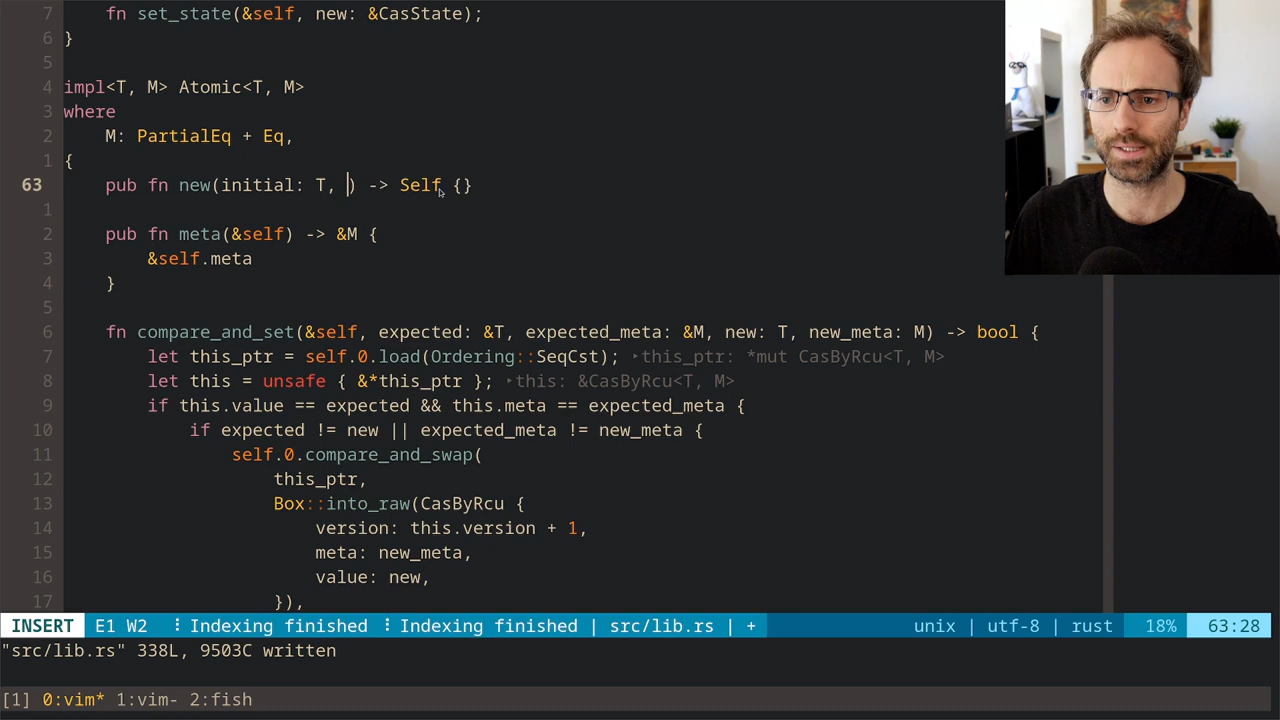 7     fn set_state(&self, new: &CasState);
6 }
5
4 impl<T, M> Atomic<T, M>
3 where
2     M: PartialEq + Eq,
1 {
63     pub fn new(initial: T, ) -> Self {}
1
2     pub fn meta(&self) -> &M {
3         &self.meta
4     }
5
6     fn compare_and_set(&self, expected: &T, expected_meta: &M, new: T, new_meta: M) -> bool {
7         let this_ptr = self.0.load(Ordering::SeqCst); ‣this_ptr: *mut CasByRcu<T, M>
8         let this = unsafe { &*this_ptr }; ‣this: &CasByRcu<T, M>
9         if this.value == expected && this.meta == expected_meta {
10             if expected != new || expected_meta != new_meta {
11                 self.0.compare_and_swap(
12                     this_ptr,
13                     Box::into_raw(CasByRcu {
14                         version: this.version + 1,
15                         meta: new_meta,
16                         value: new,
17                     }),
INSERT E1 W2 ⋮ Indexing finished ⋮ Indexing finished | src/lib.rs | + unix | utf-8 | rust 18% 63:28
"src/lib.rs" 338L, 9503C written
[1] 0:vim* 1:vim- 2:fish